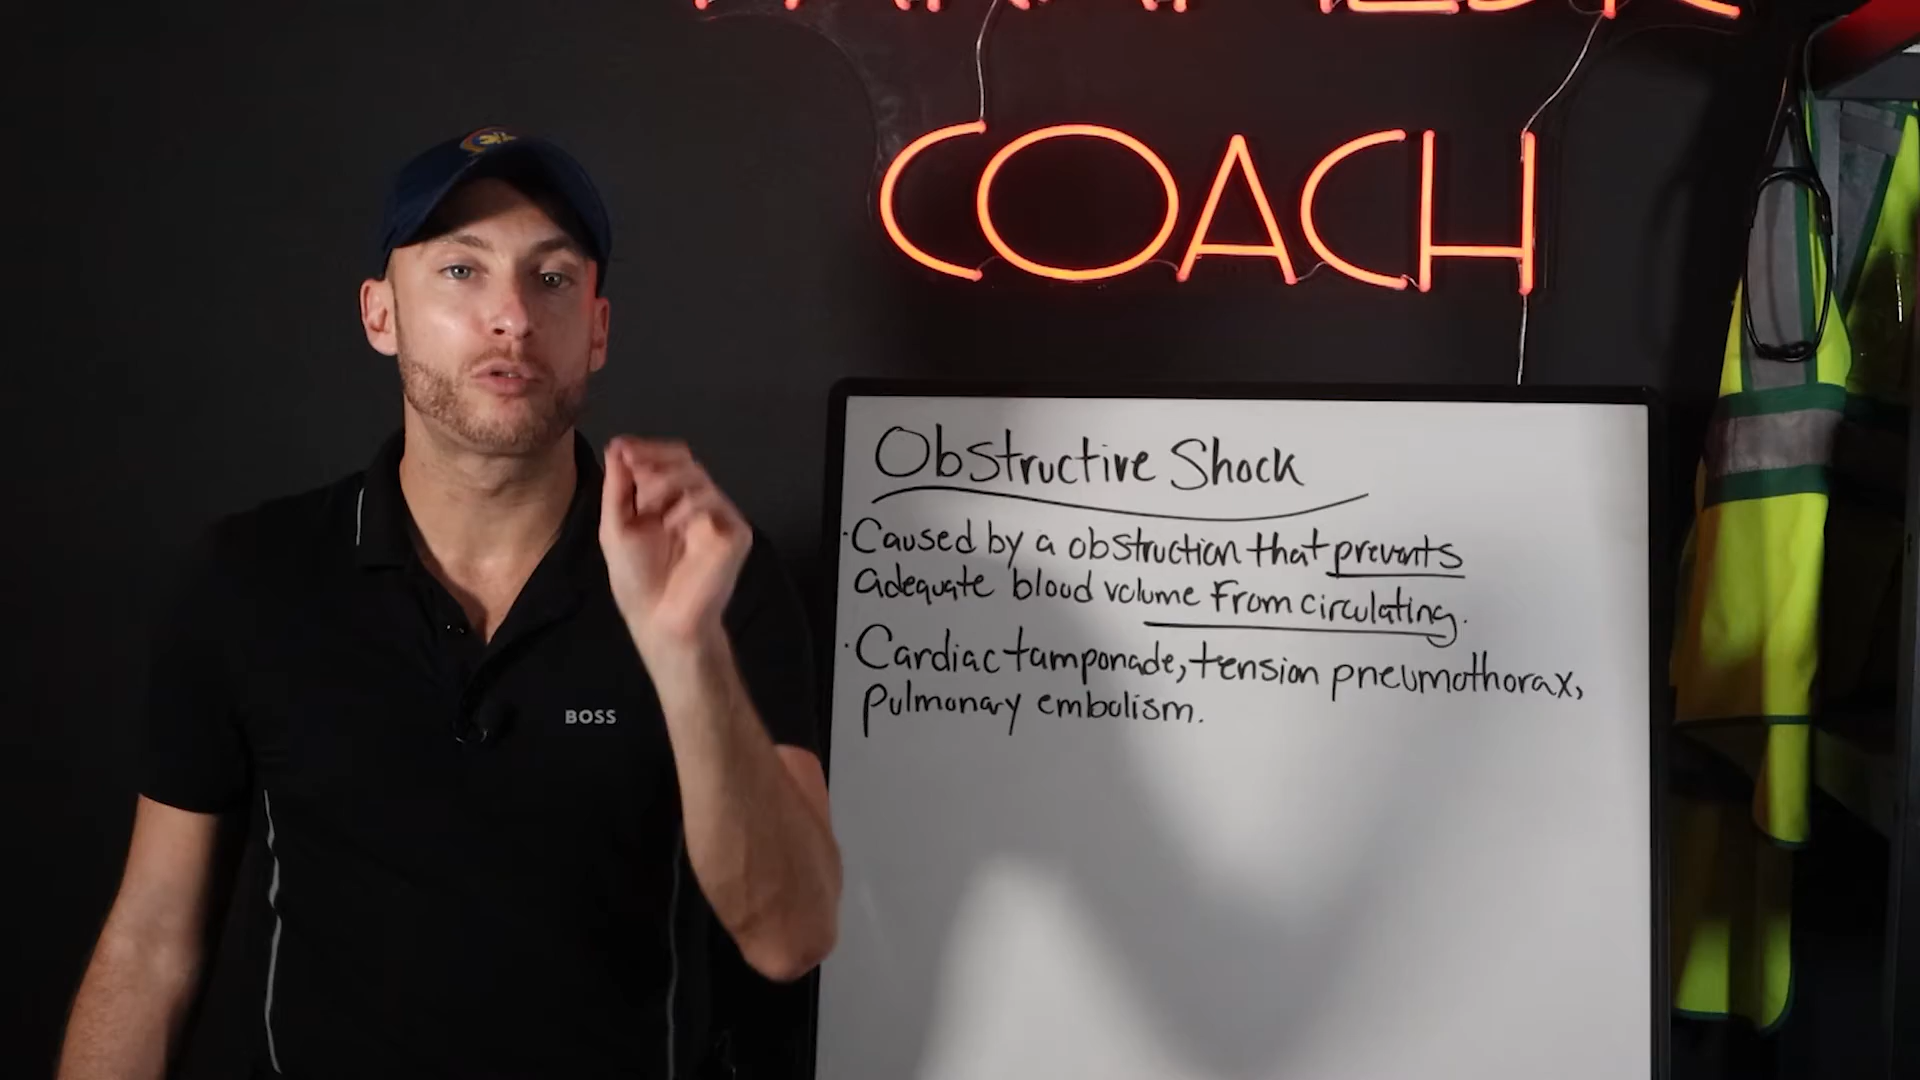 COACH
Obstructive Shock
·Caused by a obstruction that prevents
adequate blood volume from circulating.
·Cardiac tamponade, tension pneumothorax,
pulmonary embolism.
BOSS